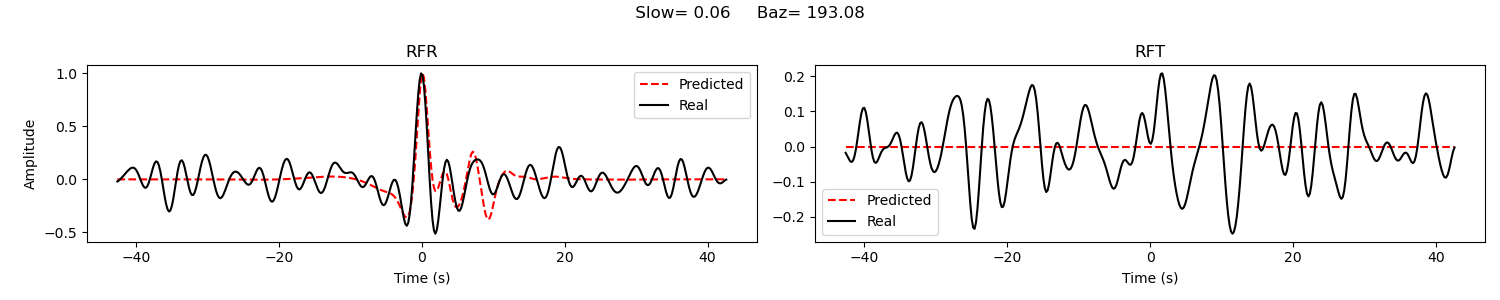 Slow= 0.06 Baz= 193.08
RFR
RFT
Amplitude
1.0
0.5
0.0
−0.5
Predicted
Real
−40
−20
0
20
40
Time (s)
0.2
0.1
0.0
−0.1
−0.2
Predicted
Real
−40
−20
0
20
40
Time (s)